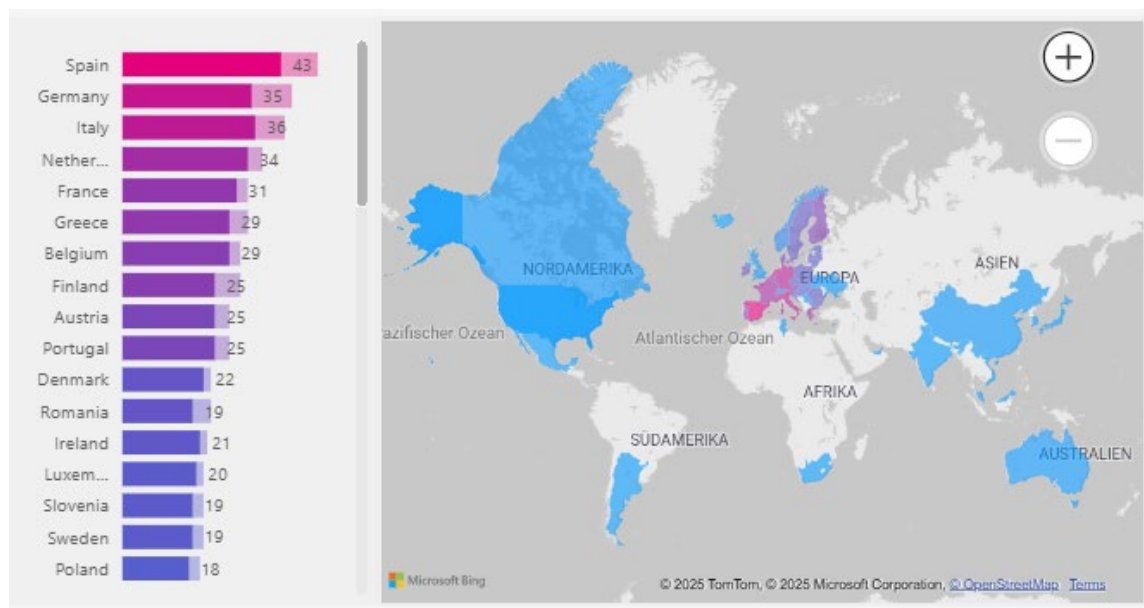 Spain 43
Germany 35
Italy 36
Nether... 34
France 31
Greece 29
Belgium 29
Finland 25
Austria 25
Portugal 25
Denmark 22
Romania 19
Ireland 21
Luxem... 20
Slovenia 19
Sweden 19
Poland 18
NORDAMERIKA
EUROPA
ASIEN
azifischer Ozean
Atlantischer Ozean
AFRIKA
SÜDAMERIKA
AUSTRALIEN
Microsoft Bing
© 2025 TomTom, © 2025 Microsoft Corporation, © OpenStreetMap Terms